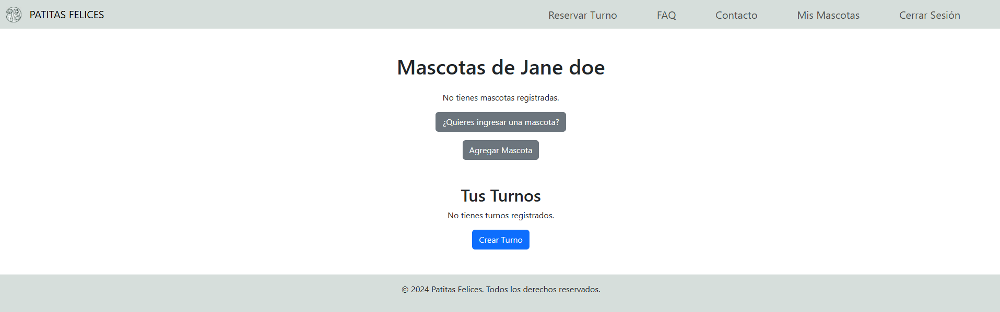 PATITAS FELICES
Reservar Turno
FAQ
Contacto
Mis Mascotas
Cerrar Sesión
Mascotas de Jane doe
No tienes mascotas registradas.
¿Quieres ingresar una mascota?
Agregar Mascota
Tus Turnos
No tienes turnos registrados.
Crear Turno
© 2024 Patitas Felices. Todos los derechos reservados.